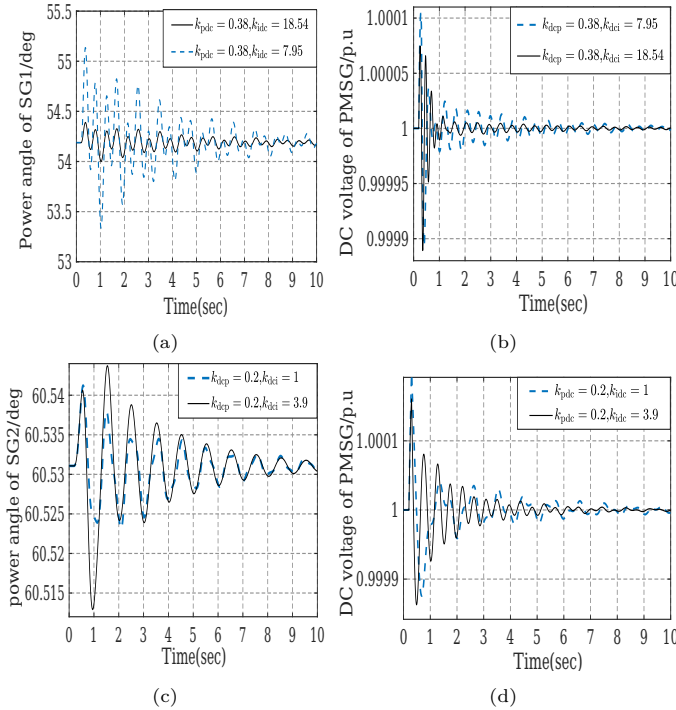 55.5
55
54.5
54
53.5
53
Power angle of SG1/deg
k_pdc = 0.38,k_idc = 18.54
k_pdc = 0.38,k_idc = 7.95
0 1 2 3 4 5 6 7 8 9 10
Time(sec)
(a)
1.0001
1.00005
1
0.99995
0.9999
DC voltage of PMSG/p.u
k_dcp = 0.38,k_dci = 7.95
k_dcp = 0.38,k_dci = 18.54
0 1 2 3 4 5 6 7 8 9 10
Time(sec)
(b)
60.54
60.535
60.53
60.525
60.52
60.515
power angle of SG2/deg
k_dcp = 0.2,k_dci = 1
k_dcp = 0.2,k_dci = 3.9
0 1 2 3 4 5 6 7 8 9 10
Time(sec)
(c)
1.0001
1
0.9999
DC voltage of PMSG/p.u
k_pdc = 0.2,k_idc = 1
k_pdc = 0.2,k_idc = 3.9
0 1 2 3 4 5 6 7 8 9 10
Time(sec)
(d)